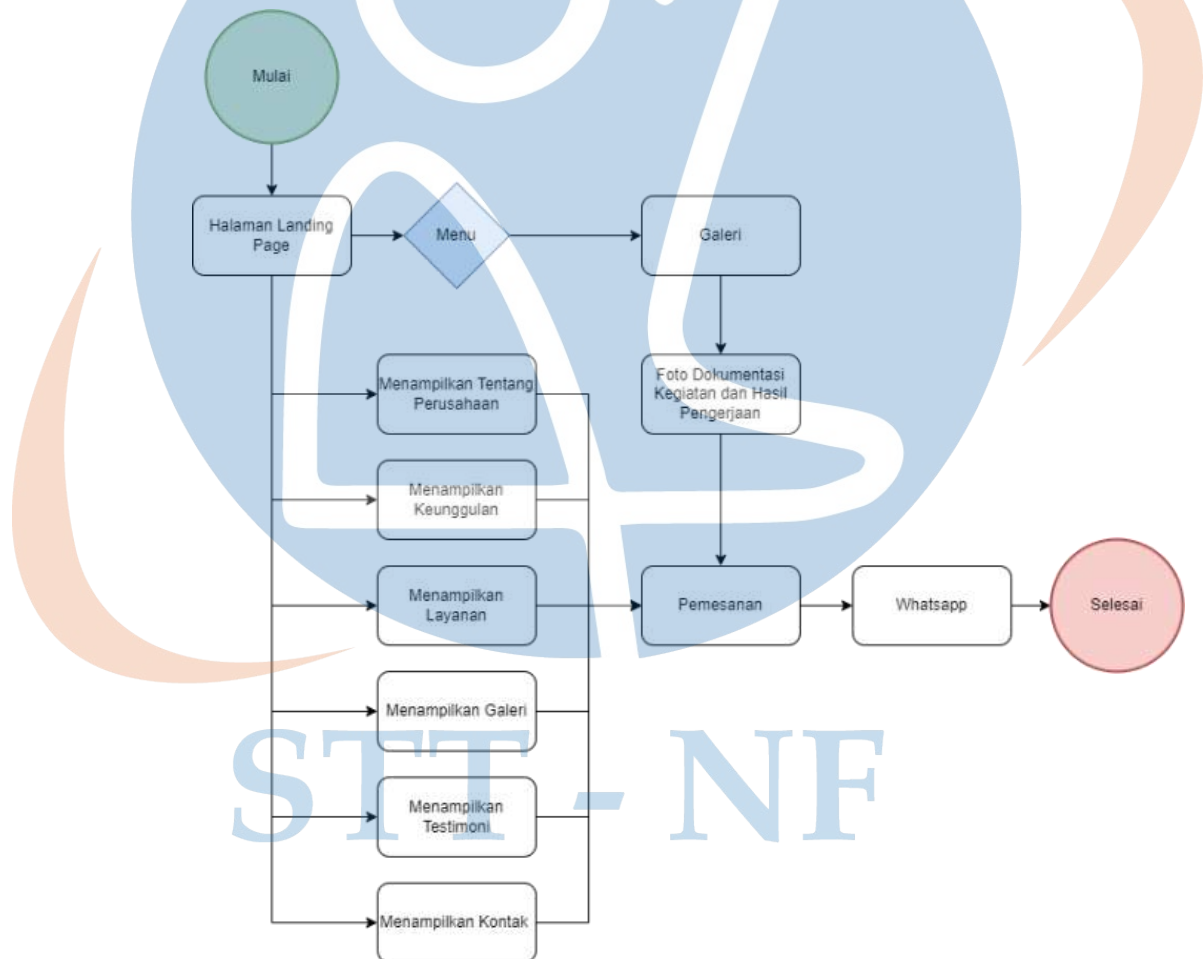 Mulai
Halaman Landing
Page
Menu
Galeri
Menampilkan Tentang
Perusahaan
Foto Dokumentasi
Kegiatan dan Hasil
Pengerjaan
Menampilkan
Keunggulan
Menampilkan
Layanan
Pemesanan
Whatsapp
Selesai
Menampilkan Galeri
STT - NF
Menampilkan
Testimoni
Menampilkan Kontak